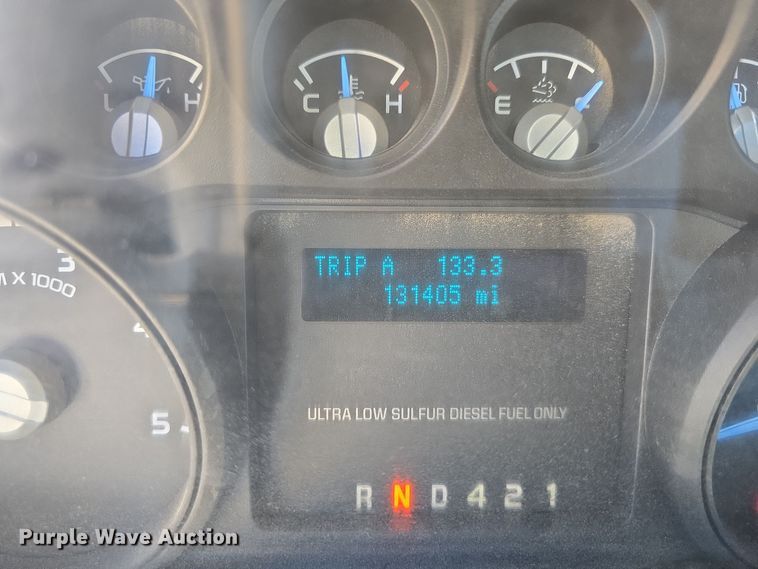 L H
C H
E
3
M X 1000
4
5
TRIP A 133.3
131405 mi
ULTRA LOW SULFUR DIESEL FUEL ONLY
R N D 4 2 1
Purple Wave Auction